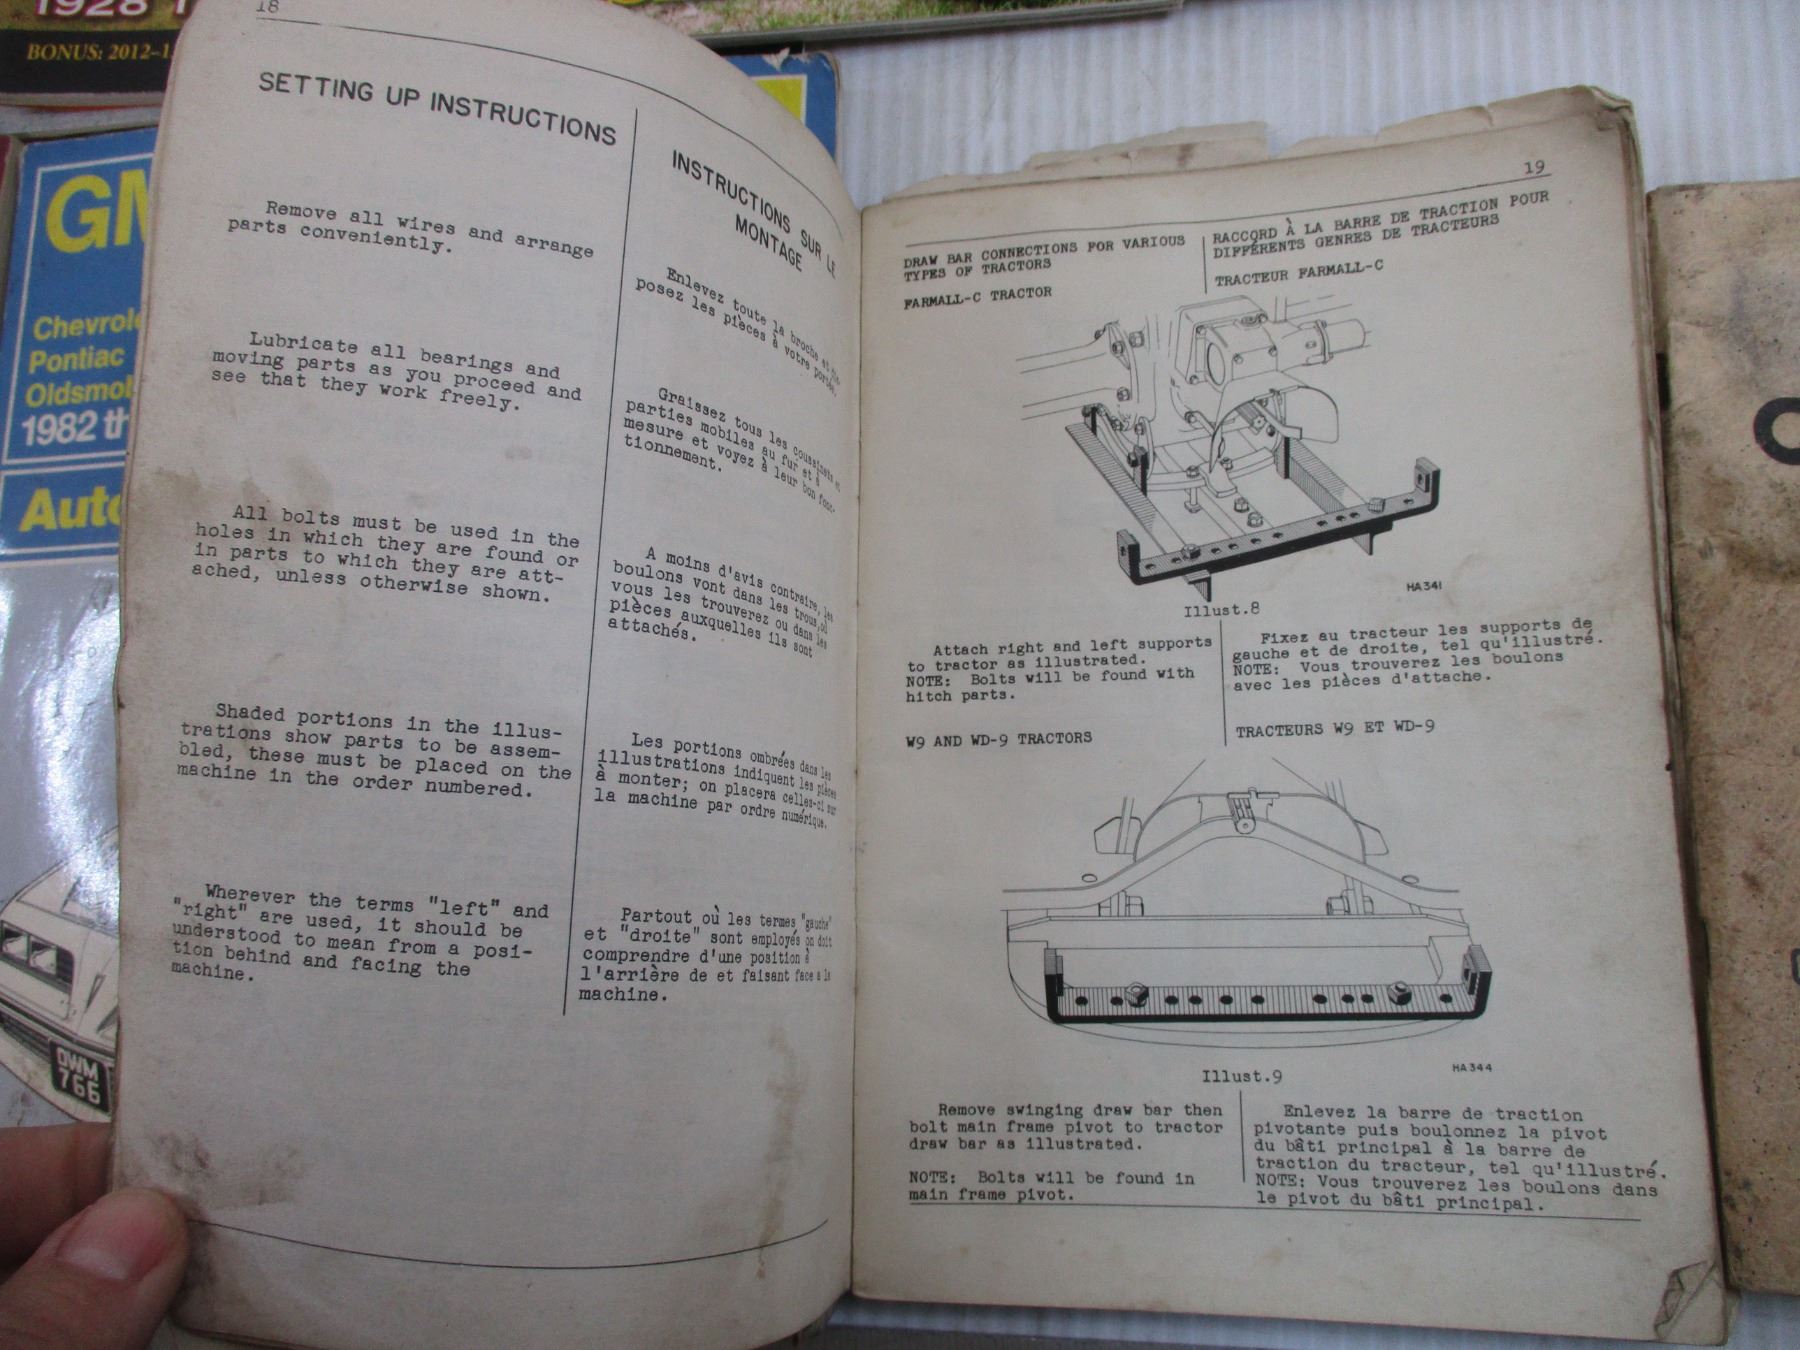 1928 T
BONUS: 2012-1
GM
Chevrole
Pontiac
Oldsmob
1982 th
Auto
OWM
766
18
SETTING UP INSTRUCTIONS
Remove all wires and arrange
parts conveniently.
Lubricate all bearings and
moving parts as you proceed and
see that they work freely.
All bolts must be used in the
holes in which they are found or
in parts to which they are att-
ached, unless otherwise shown.
Shaded portions in the illus-
trations show parts to be assem-
bled, these must be placed on the
machine in the order numbered.
Wherever the terms "left" and
"right" are used, it should be
understood to mean from a posi-
tion behind and facing the
machine.
INSTRUCTIONS SUR LE
MONTAGE
Enlevez toute la broche et
posez les pièces à votre portée.
Graissez tous les coussinets et
parties mobiles au fur et à
mesure et voyez à leur bon fonc-
tionnement.
A moins d'avis contraire, les
boulons vont dans les trous, où
vous les trouverez ou dans les
pièces auxquelles ils sont
attachés.
Les portions ombrées dans les
illustrations indiquent les pièces
à monter; on placera celles-ci sur
la machine par ordre numérique.
Partout où les termes "gauche"
et "droite" sont employés on doit
comprendre d'une position à
l'arrière de et faisant face a la
machine.
19
DRAW BAR CONNECTIONS FOR VARIOUS
TYPES OF TRACTORS
FARMALL-C TRACTOR
RACCORD À LA BARRE DE TRACTION POUR
DIFFÉRENTS GENRES DE TRACTEURS
TRACTEUR FARMALL-C
HA341
Illust.8
Attach right and left supports
to tractor as illustrated.
NOTE: Bolts will be found with
hitch parts.
Fixez au tracteur les supports de
gauche et de droite, tel qu'illustré.
NOTE: Vous trouverez les boulons
avec les pièces d'attache.
W9 AND WD-9 TRACTORS
TRACTEURS W9 ET WD-9
HA344
Illust.9
Remove swinging draw bar then
bolt main frame pivot to tractor
draw bar as illustrated.
NOTE: Bolts will be found in
main frame pivot.
Enlevez la barre de traction
pivotante puis boulonnez la pivot
du bâti principal à la barre de
traction du tracteur, tel qu'illustré.
NOTE: Vous trouverez les boulons dans
le pivot du bâti principal.